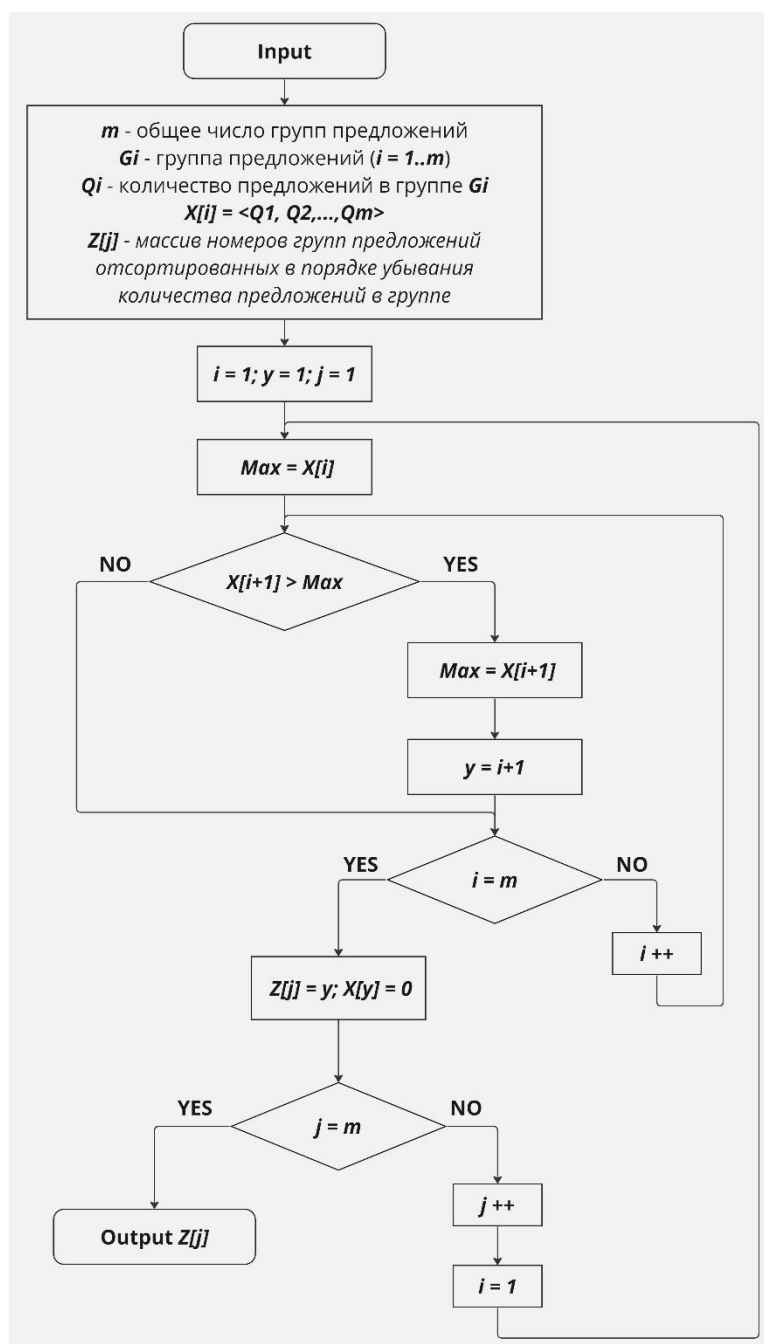 Input
m - общее число групп предложений
Gi - группа предложений (i = 1..m)
Qi - количество предложений в группе Gi
X[i] = <Q1, Q2,...,Qm>
Z[j] - массив номеров групп предложений
отсортированных в порядке убывания
количества предложений в группе
i = 1; y = 1; j = 1
Max = X[i]
NO
X[i+1] > Max
YES
Max = X[i+1]
y = i+1
YES
i = m
NO
i ++
Z[j] = y; X[y] = 0
YES
j = m
NO
j ++
Output Z[j]
i = 1